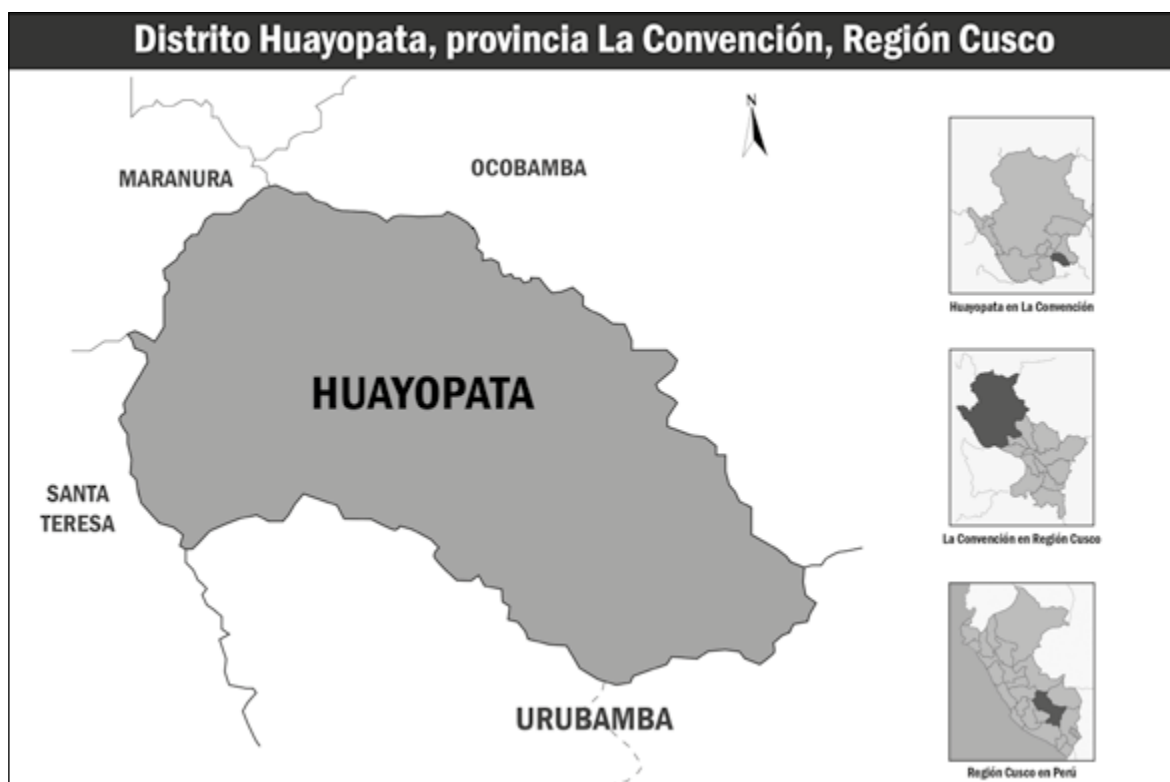 Distrito Huayopata, provincia La Convención, Región Cusco
N
MARANURA
OCOBAMBA
HUAYOPATA
SANTA
TERESA
URUBAMBA
Huayopata en La Convención
La Convención en Región Cusco
Región Cusco en Perú